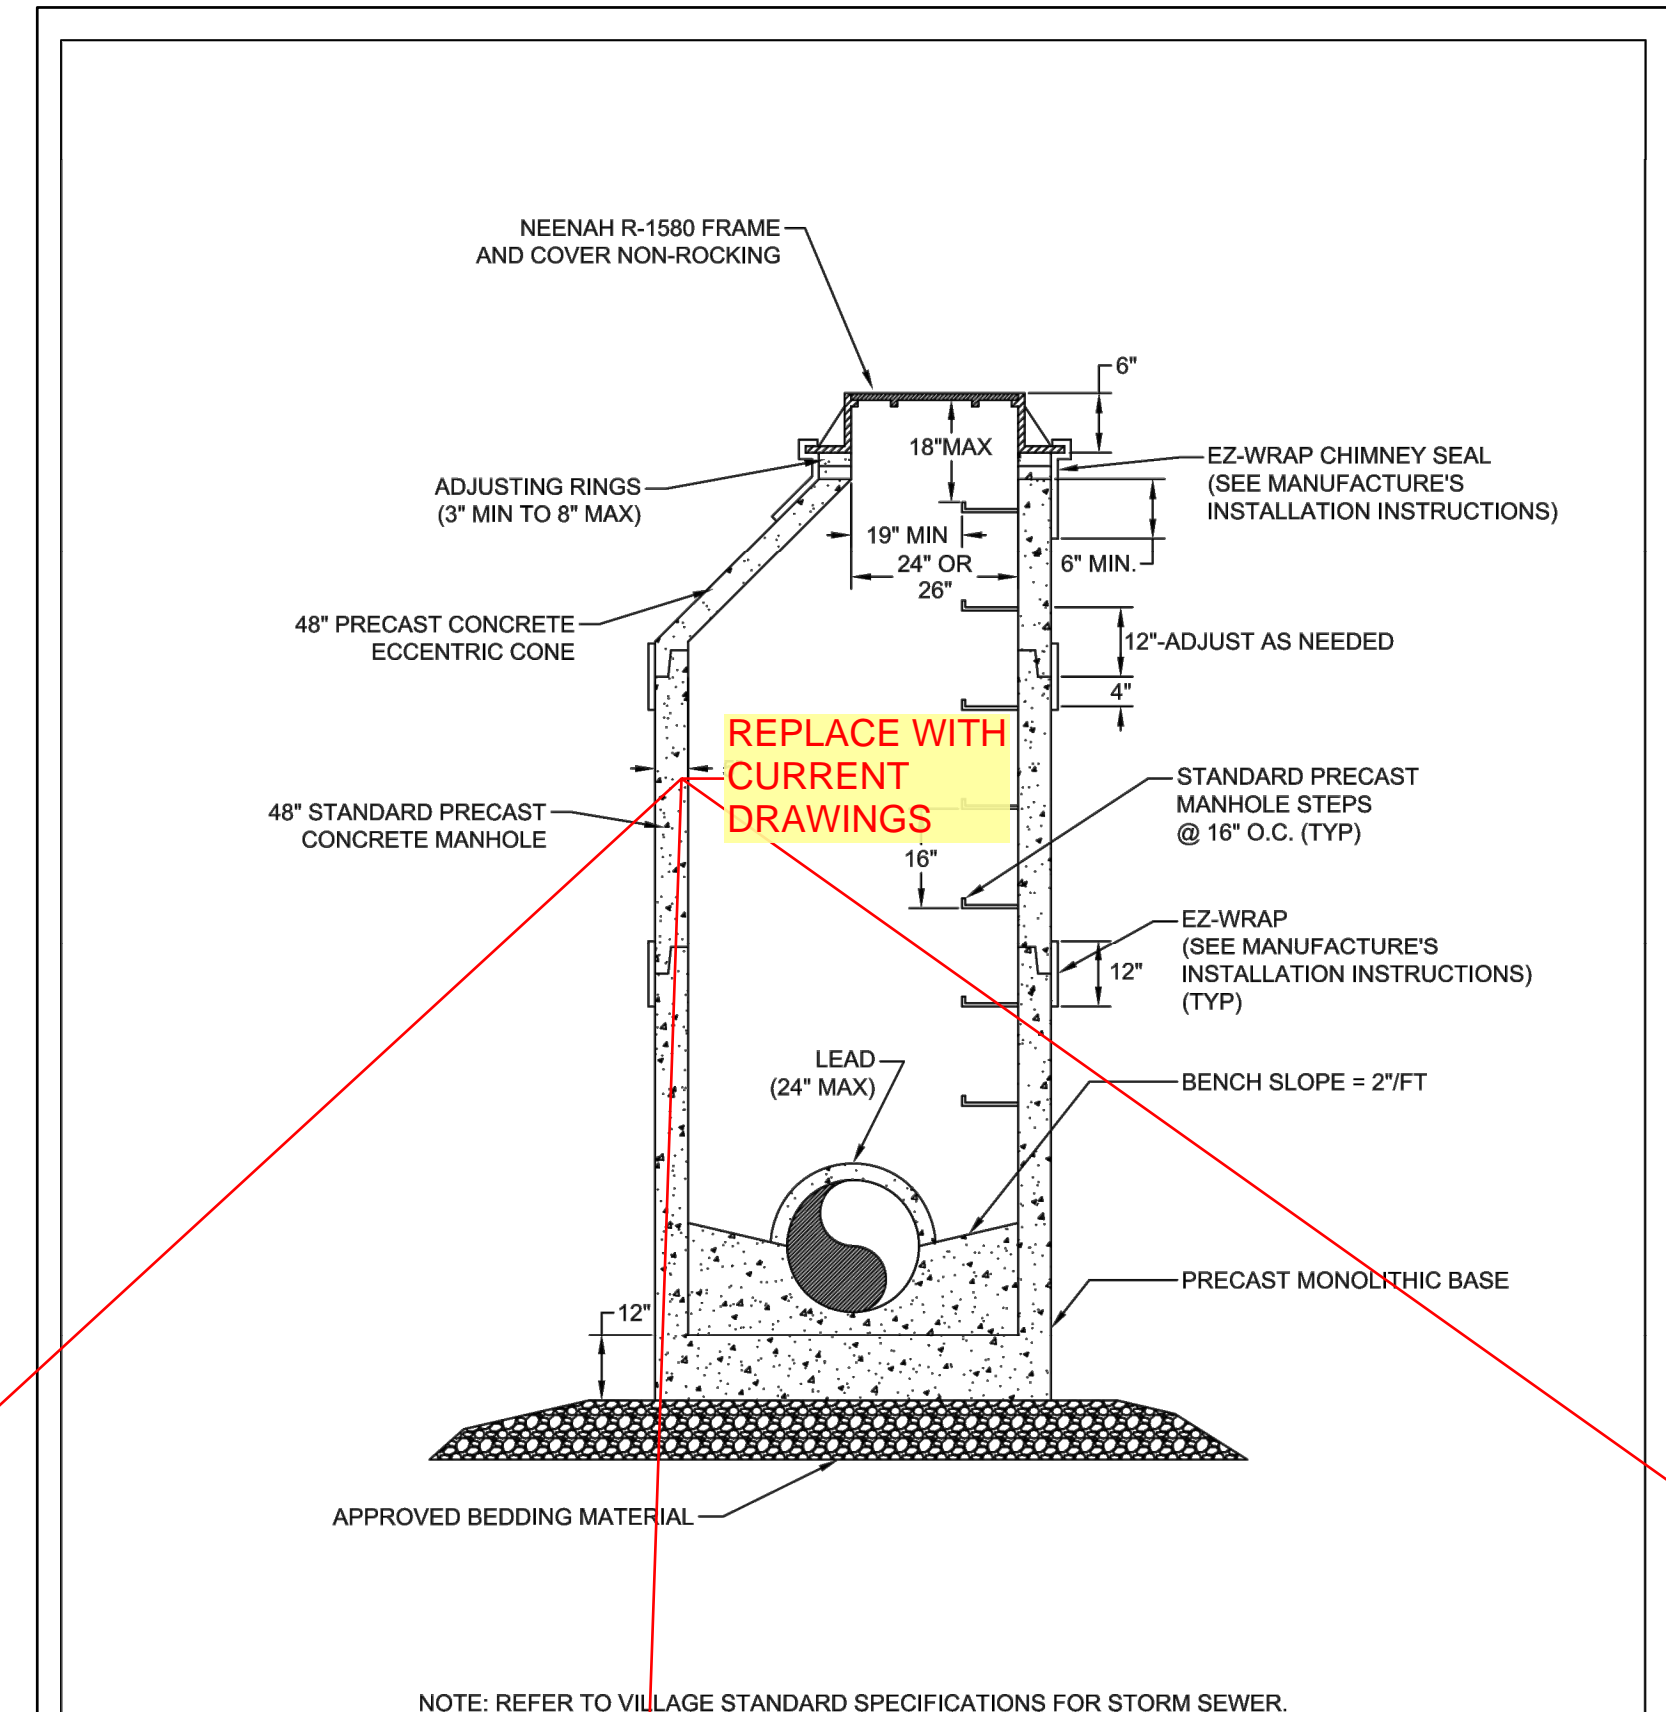 NEENAH R-1580 FRAME
AND COVER NON-ROCKING
6"
18"MAX
EZ-WRAP CHIMNEY SEAL
(SEE MANUFACTURE'S
INSTALLATION INSTRUCTIONS)
ADJUSTING RINGS
(3" MIN TO 8" MAX)
19" MIN
24" OR
26"
6" MIN.
48" PRECAST CONCRETE
ECCENTRIC CONE
12"-ADJUST AS NEEDED
4"
REPLACE WITH
CURRENT
DRAWINGS
STANDARD PRECAST
MANHOLE STEPS
@ 16" O.C. (TYP)
48" STANDARD PRECAST
CONCRETE MANHOLE
16"
EZ-WRAP
(SEE MANUFACTURE'S
INSTALLATION INSTRUCTIONS)
(TYP)
12"
LEAD
(24" MAX)
BENCH SLOPE = 2"/FT
PRECAST MONOLITHIC BASE
12"
APPROVED BEDDING MATERIAL
NOTE: REFER TO VILLAGE STANDARD SPECIFICATIONS FOR STORM SEWER.